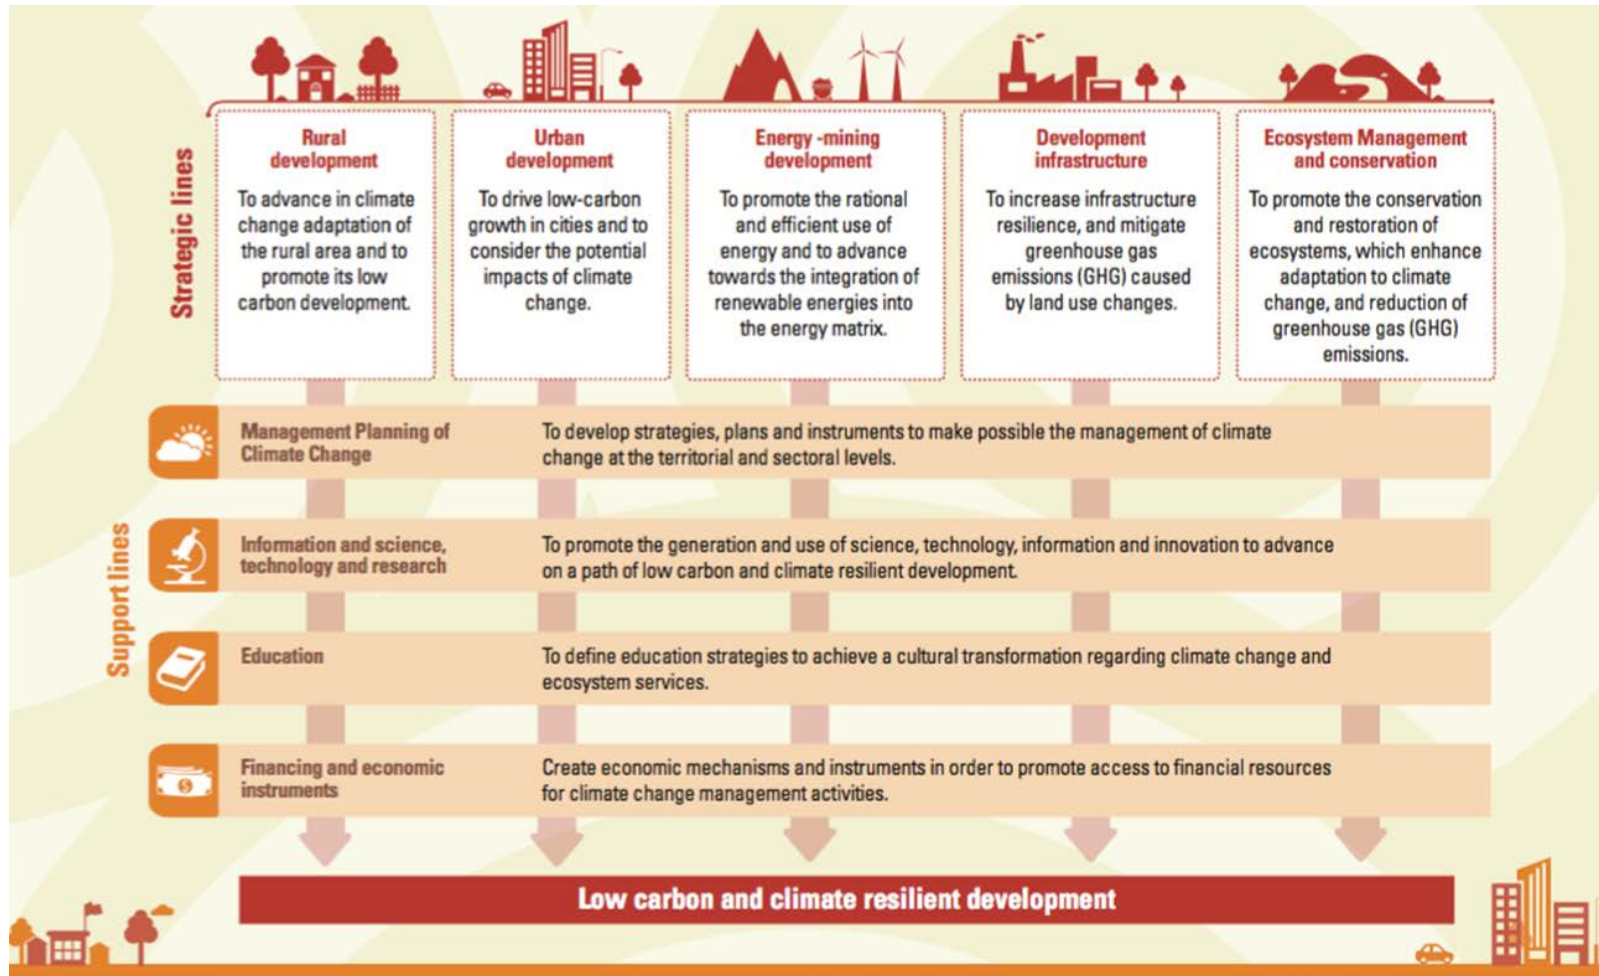 Strategic lines
Rural
development
To advance in climate
change adaptation of
the rural area and to
promote its low
carbon development.
Urban
development
To drive low-carbon
growth in cities and to
consider the potential
impacts of climate
change.
Energy -mining
development
To promote the rational
and efficient use of
energy and to advance
towards the integration of
renewable energies into
the energy matrix.
Development
infrastructure
To increase infrastructure
resilience, and mitigate
greenhouse gas
emissions (GHG) caused
by land use changes.
Ecosystem Management
and conservation
To promote the conservation
and restoration of
ecosystems, which enhance
adaptation to climate
change, and reduction of
greenhouse gas (GHG)
emissions.
Support lines
Management Planning of
Climate Change
To develop strategies, plans and instruments to make possible the management of climate
change at the territorial and sectoral levels.
Information and science,
technology and research
To promote the generation and use of science, technology, information and innovation to advance
on a path of low carbon and climate resilient development.
Education
To define education strategies to achieve a cultural transformation regarding climate change and
ecosystem services.
$
Financing and economic
instruments
Create economic mechanisms and instruments in order to promote access to financial resources
for climate change management activities.
Low carbon and climate resilient development